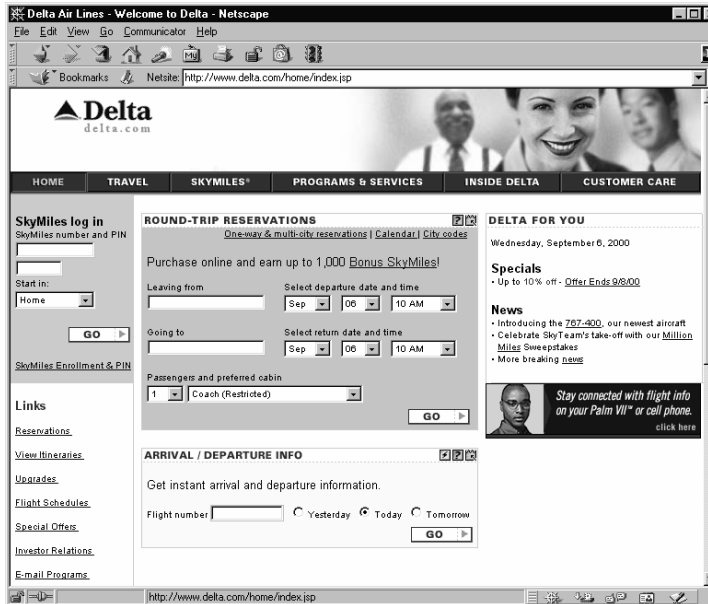 Delta Air Lines - Welcome to Delta - Netscape
File Edit View Go Communicator Help
My
Bookmarks Netsite: http://www.delta.com/home/index.jsp
Delta
delta.com
HOME TRAVEL SKYMILES® PROGRAMS & SERVICES INSIDE DELTA CUSTOMER CARE
SkyMiles log in
SkyMiles number and PIN
Start in:
Home
GO
SkyMiles Enrollment & PIN
Links
Reservations
View Itineraries
Upgrades
Flight Schedules
Special Offers
Investor Relations
E-mail Programs
ROUND-TRIP RESERVATIONS ?
One-way & multi-city reservations | Calendar | City codes
Purchase online and earn up to 1,000 Bonus SkyMiles!
Leaving from Select departure date and time
Sep 06 10 AM
Going to Select return date and time
Sep 06 10 AM
Passengers and preferred cabin
1 Coach (Restricted)
GO
ARRIVAL / DEPARTURE INFO ?
Get instant arrival and departure information.
Flight number Yesterday Today Tomorrow
GO
DELTA FOR YOU
Wednesday, September 6, 2000
Specials
• Up to 10% off - Offer Ends 9/8/00
News
• Introducing the 767-400, our newest aircraft
• Celebrate SkyTeam's take-off with our Million
Miles Sweepstakes
• More breaking news
Stay connected with flight info
on your Palm VII™ or cell phone.
click here
http://www.delta.com/home/index.jsp